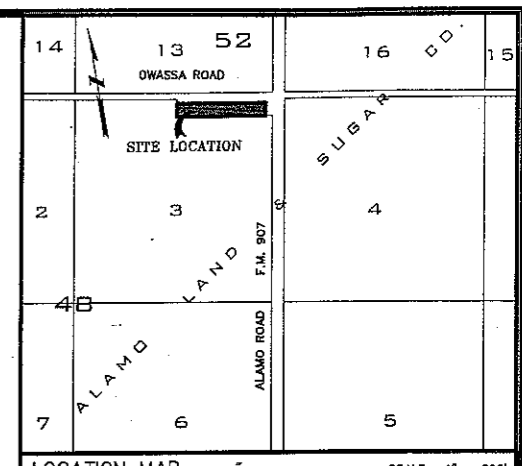 14 13 52 16 CO. 15
OWASSA ROAD
SITE LOCATION
SUGAR
2 3 & 4
F.M. 907
LAND
4B
ALAMO ROAD
ALAMO
7 6 5
LOCATION MAP